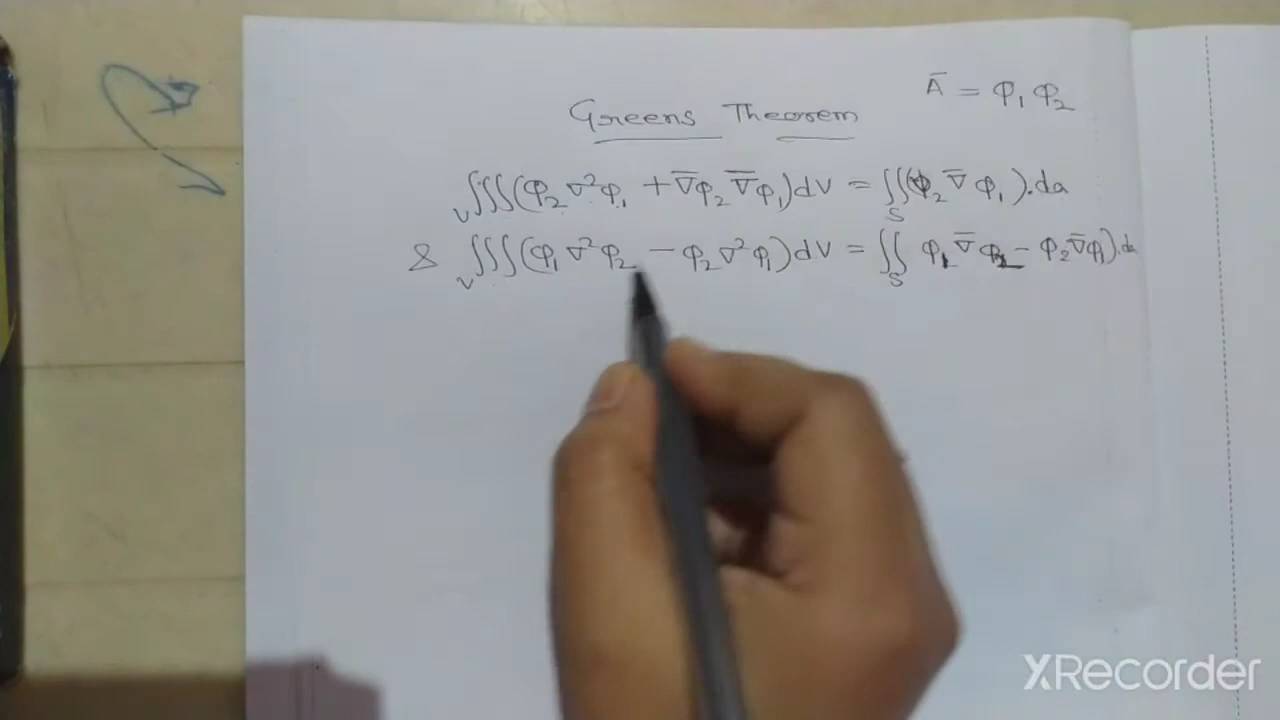 Greens Theorem
A̅ = φ₁ φ₂
∭ᵥ(φ₂ ∇²φ₁ + ∇̅φ₂ ∇̅φ₁)dV = ∬ₛ(φ₂ ∇̅ φ₁).da
& ∭ᵥ(φ₁ ∇²φ₂ − φ₂ ∇²φ₁)dV = ∬ₛ φ₁ ∇̅ φ₂ − φ₂ ∇̅φ₁).da
XRecorder